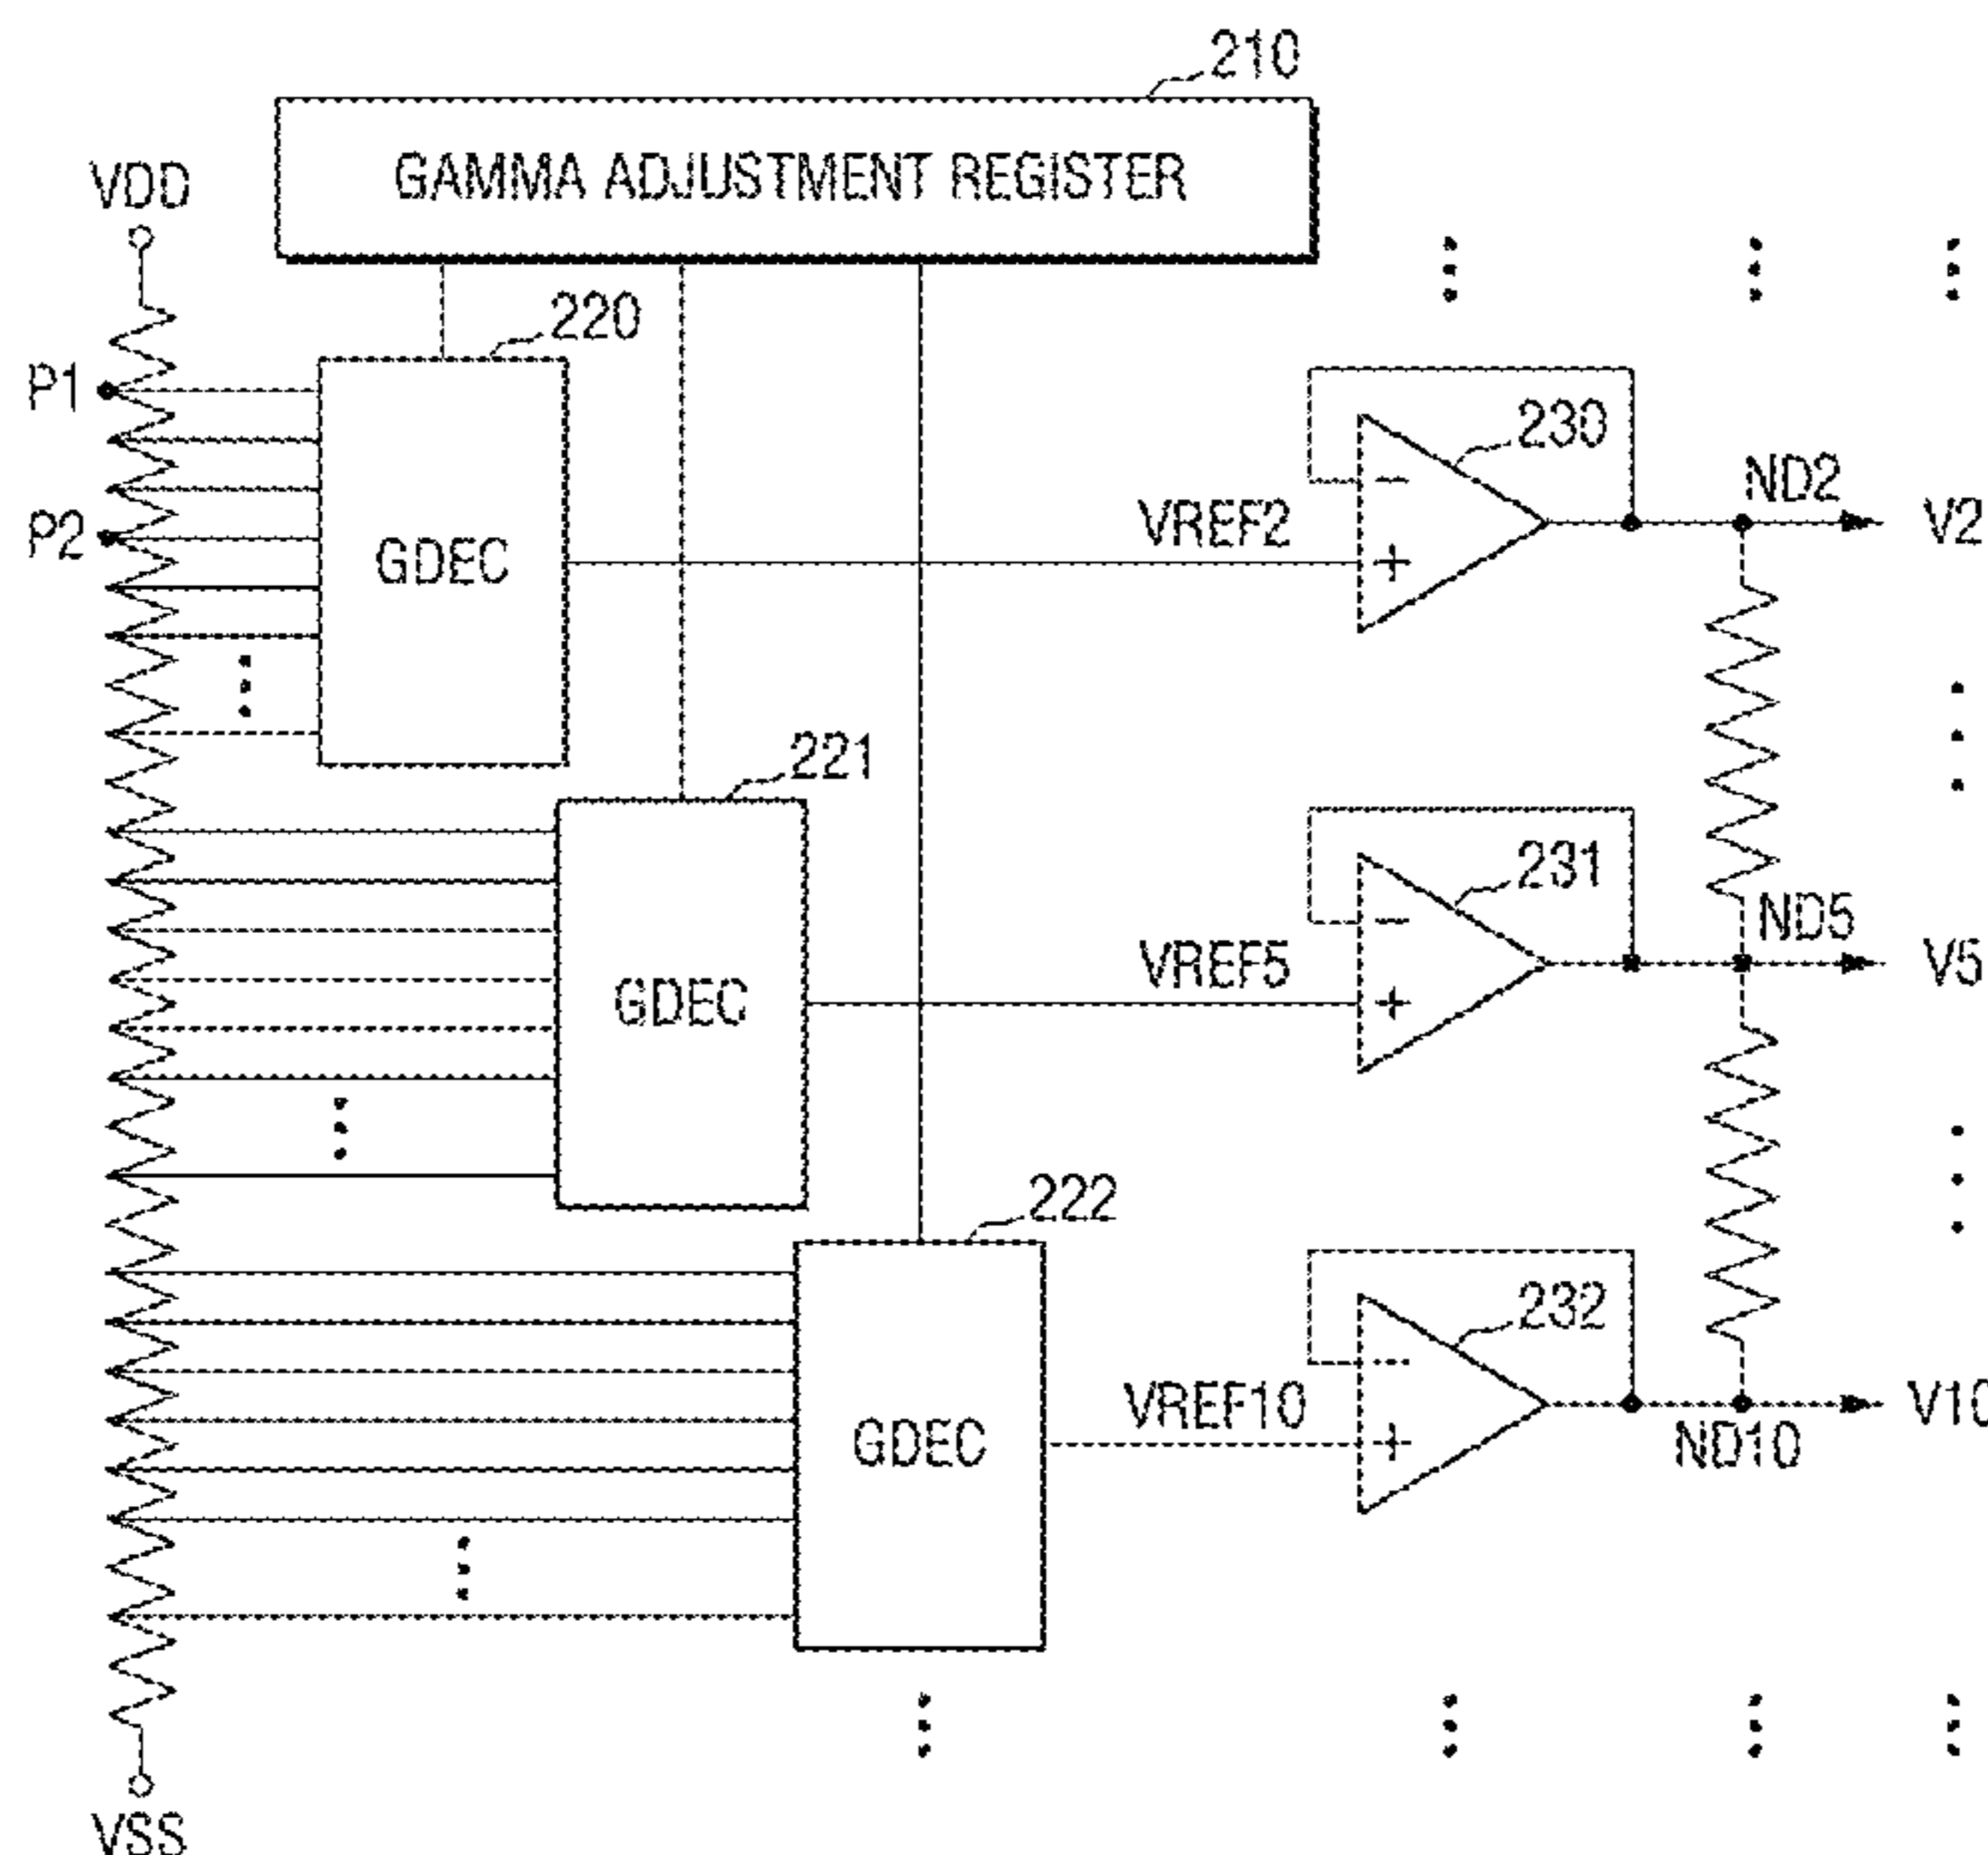 210
GAMMA ADJUSTMENT REGISTER
VDD
220
P1
230
ND2
P2
GDEC
VREF2
V2
− +
221
231
ND5
GDEC
VREF5
V5
− +
222
232
GDEC
VREF10
V10
ND10
− +
VSS